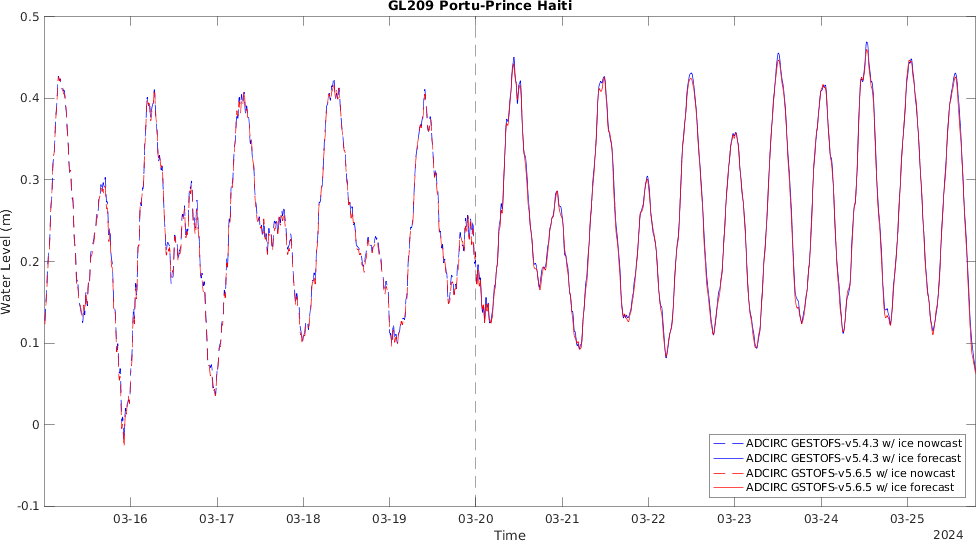 GL209 Portu-Prince Haiti
0.5
0.4
0.3
0.2
0.1
0
-0.1
Water Level (m)
03-16 03-17 03-18 03-19 03-20 03-21 03-22 03-23 03-24 03-25
Time
2024
ADCIRC GESTOFS-v5.4.3 w/ ice nowcast
ADCIRC GESTOFS-v5.4.3 w/ ice forecast
ADCIRC GSTOFS-v5.6.5 w/ ice nowcast
ADCIRC GSTOFS-v5.6.5 w/ ice forecast